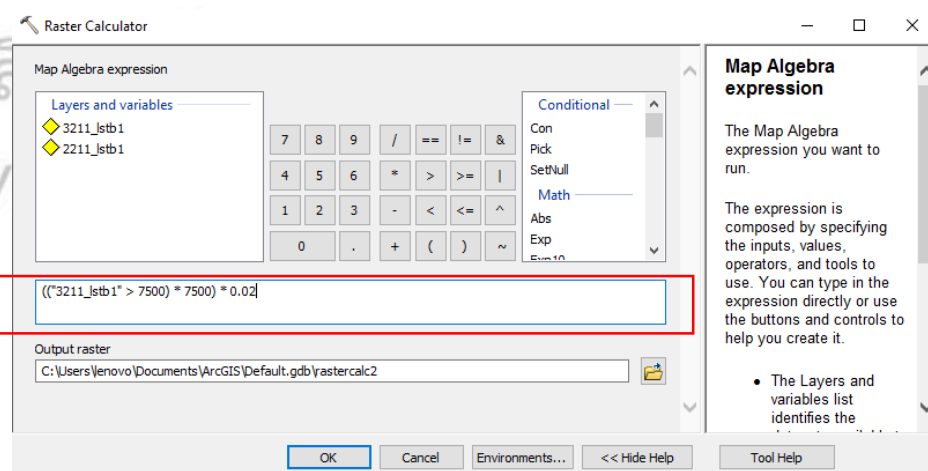 Raster Calculator
Map Algebra expression
Layers and variables
3211_lstb1
2211_lstb1
7 8 9 / == != &
4 5 6 * > >= |
1 2 3 - < <= ^
0 . + ( ) ~
Conditional
Con
Pick
SetNull
Math
Abs
Exp
Exp10
(("3211_lstb1" > 7500) * 7500) * 0.02
Output raster
C:\Users\lenovo\Documents\ArcGIS\Default.gdb\rastercalc2
OK Cancel Environments... << Hide Help Tool Help
Map Algebra
expression
The Map Algebra
expression you want to
run.
The expression is
composed by specifying
the inputs, values,
operators, and tools to
use. You can type in the
expression directly or use
the buttons and controls to
help you create it.
• The Layers and
variables list
identifies the